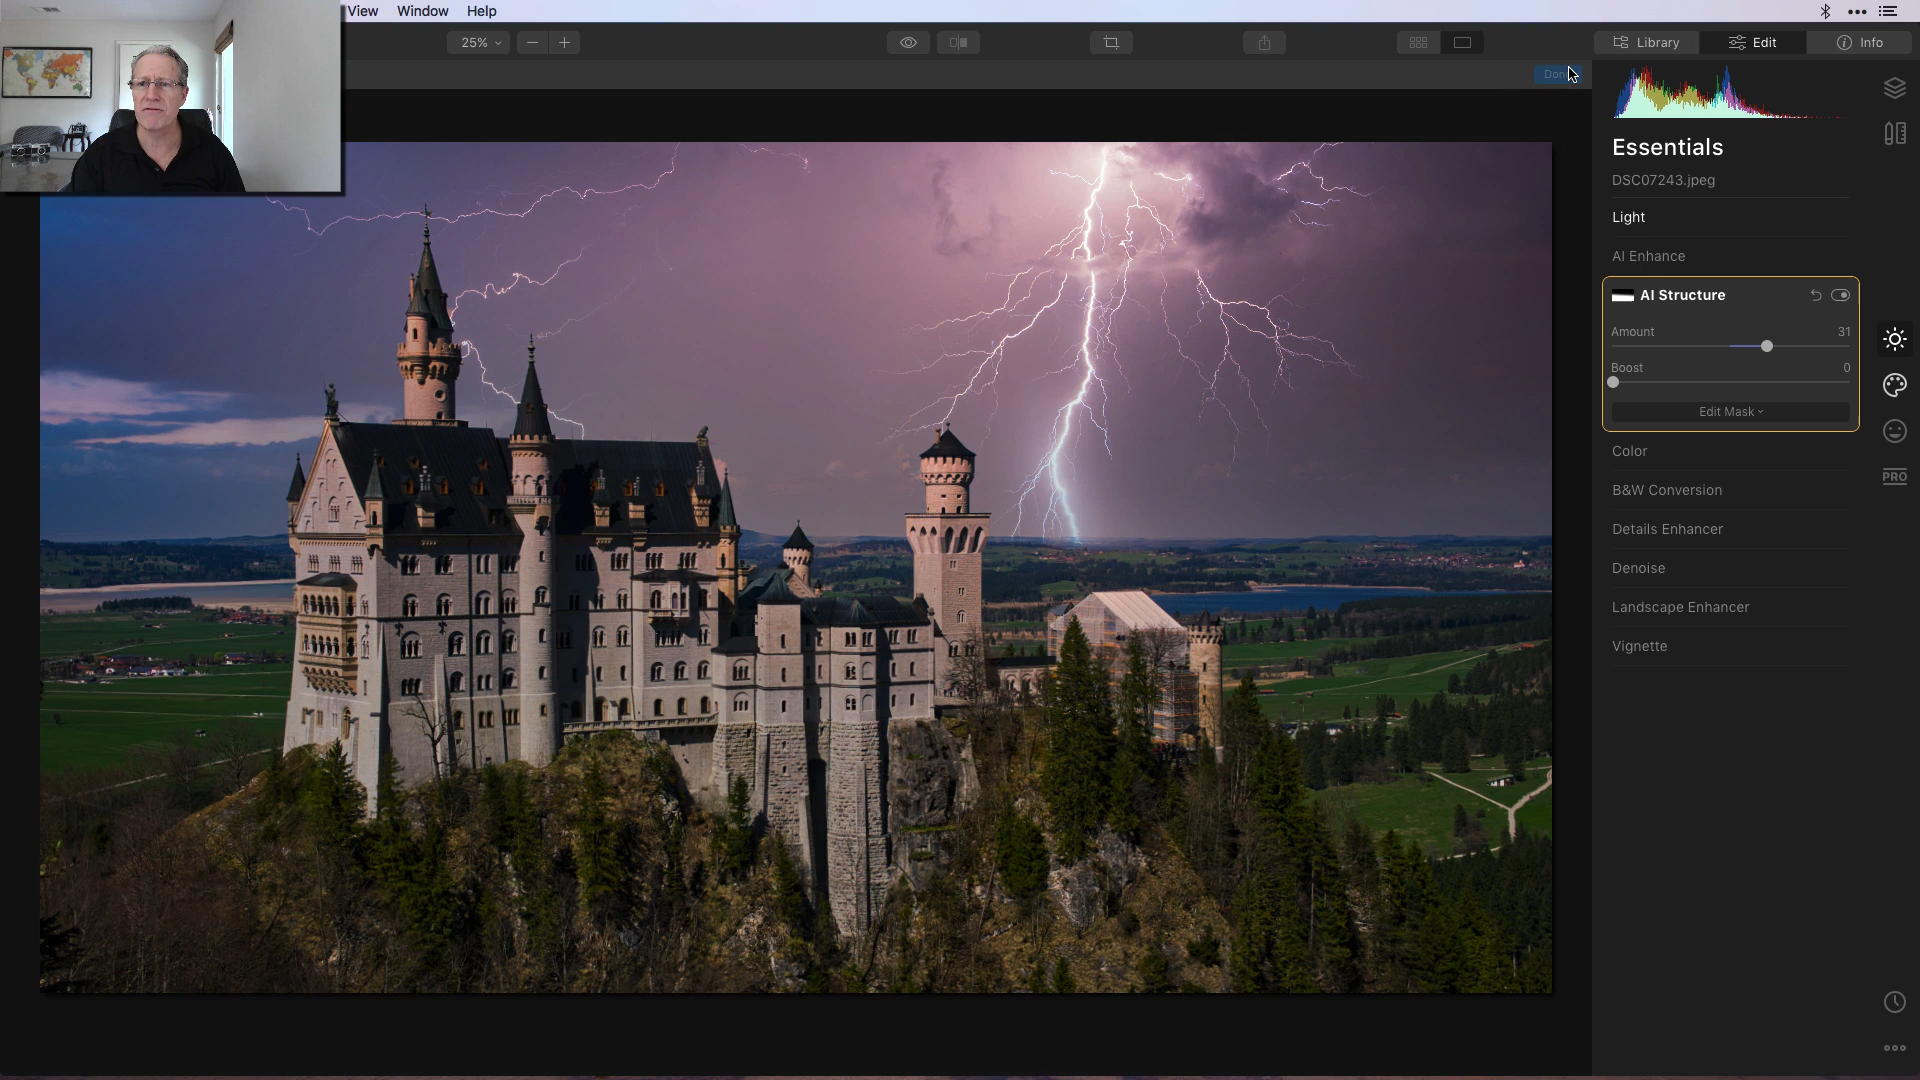 View Window Help
25%
Library Edit Info
Essentials
DSC07243.jpeg
Light
AI Enhance
AI Structure
Amount 31
Boost 0
Edit Mask
Color
B&W Conversion
Details Enhancer
Denoise
Landscape Enhancer
Vignette
PRO